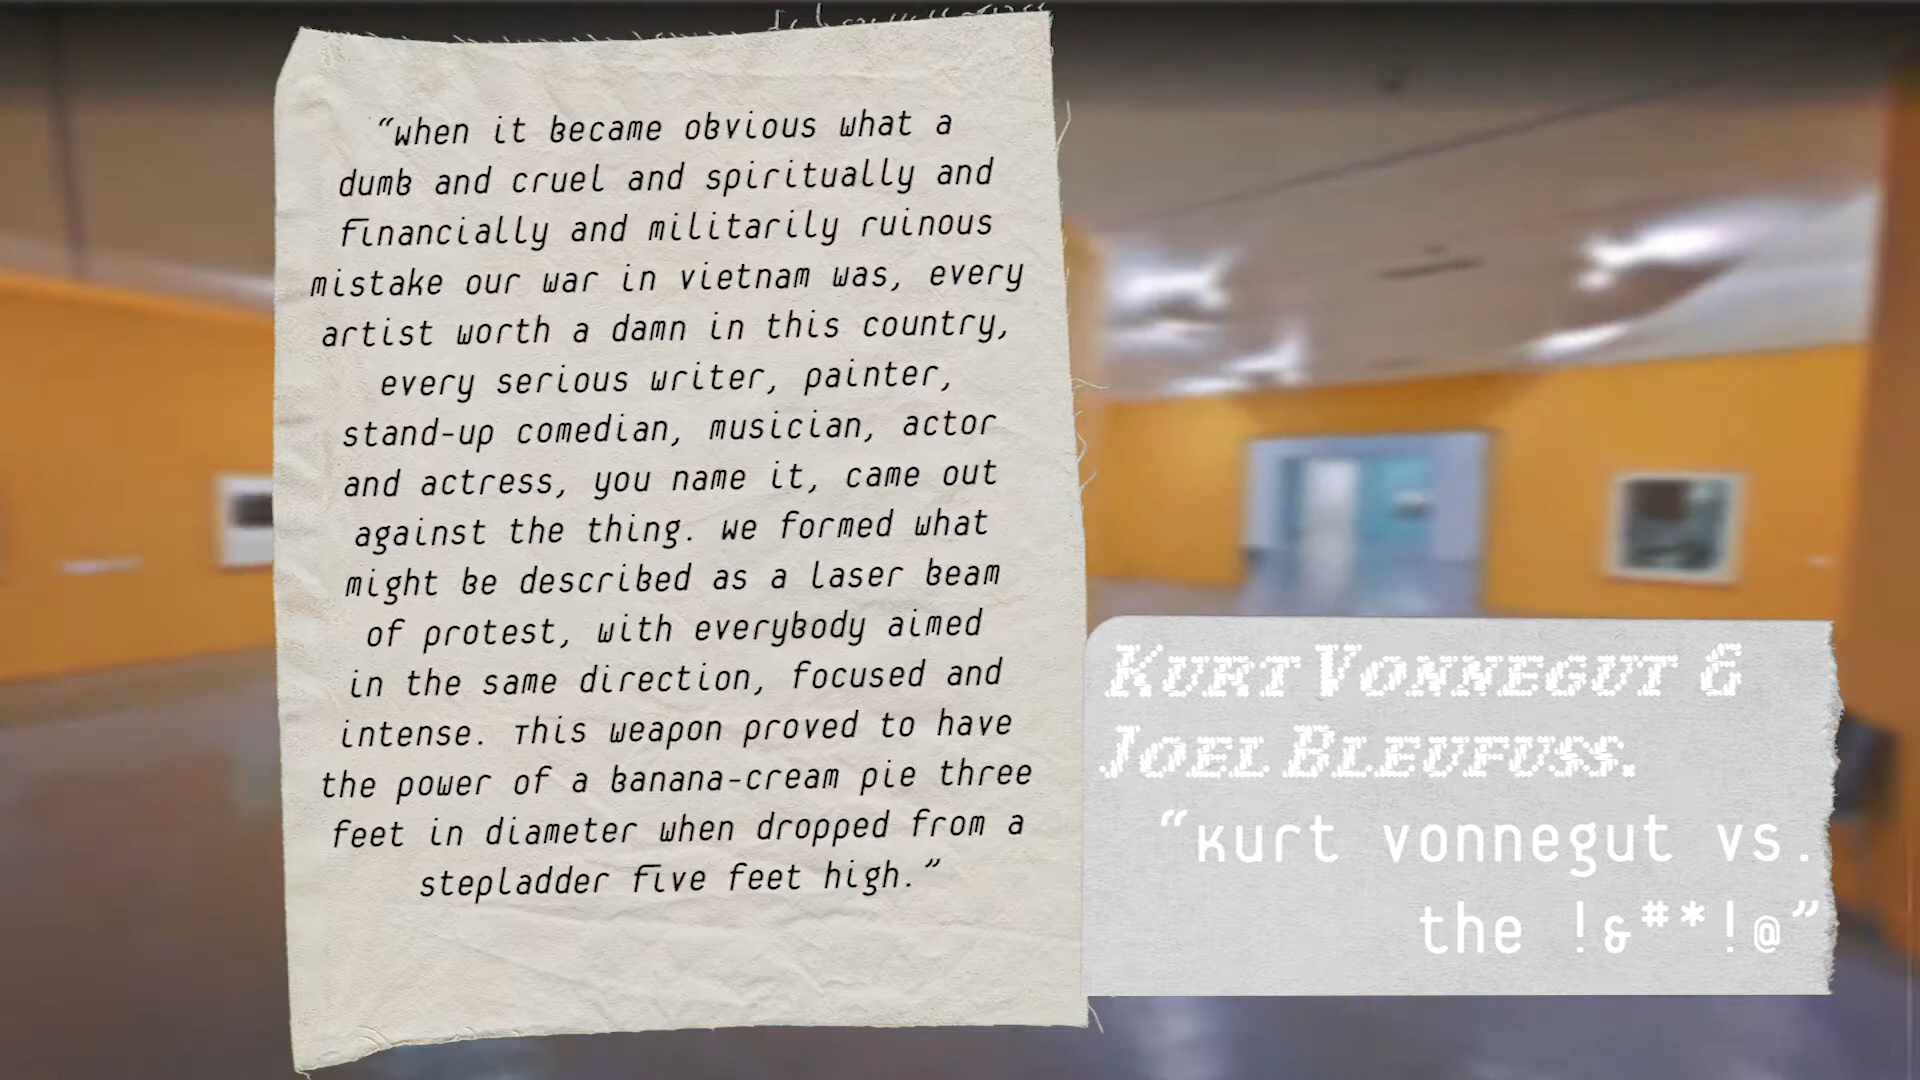 “when it became obvious what a
dumb and cruel and spiritually and
financially and militarily ruinous
mistake our war in vietnam was, every
artist worth a damn in this country,
every serious writer, painter,
stand-up comedian, musician, actor
and actress, you name it, came out
against the thing. we formed what
might be described as a laser beam
of protest, with everybody aimed
in the same direction, focused and
intense. This weapon proved to have
the power of a banana-cream pie three
feet in diameter when dropped from a
stepladder five feet high.”
KURT VONNEGUT &
JOEL BLEUFUSS.
“kurt vonnegut vs.
the !&#**!@”